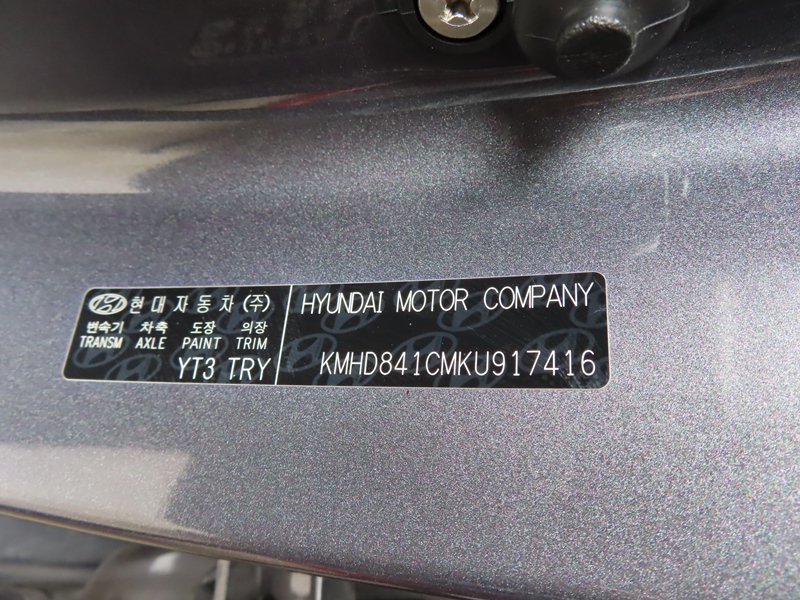 현대자동차(주)
변속기 차축 도장 의장
TRANSM AXLE PAINT TRIM
YT3 TRY
HYUNDAI MOTOR COMPANY
KMHD841CMKU917416